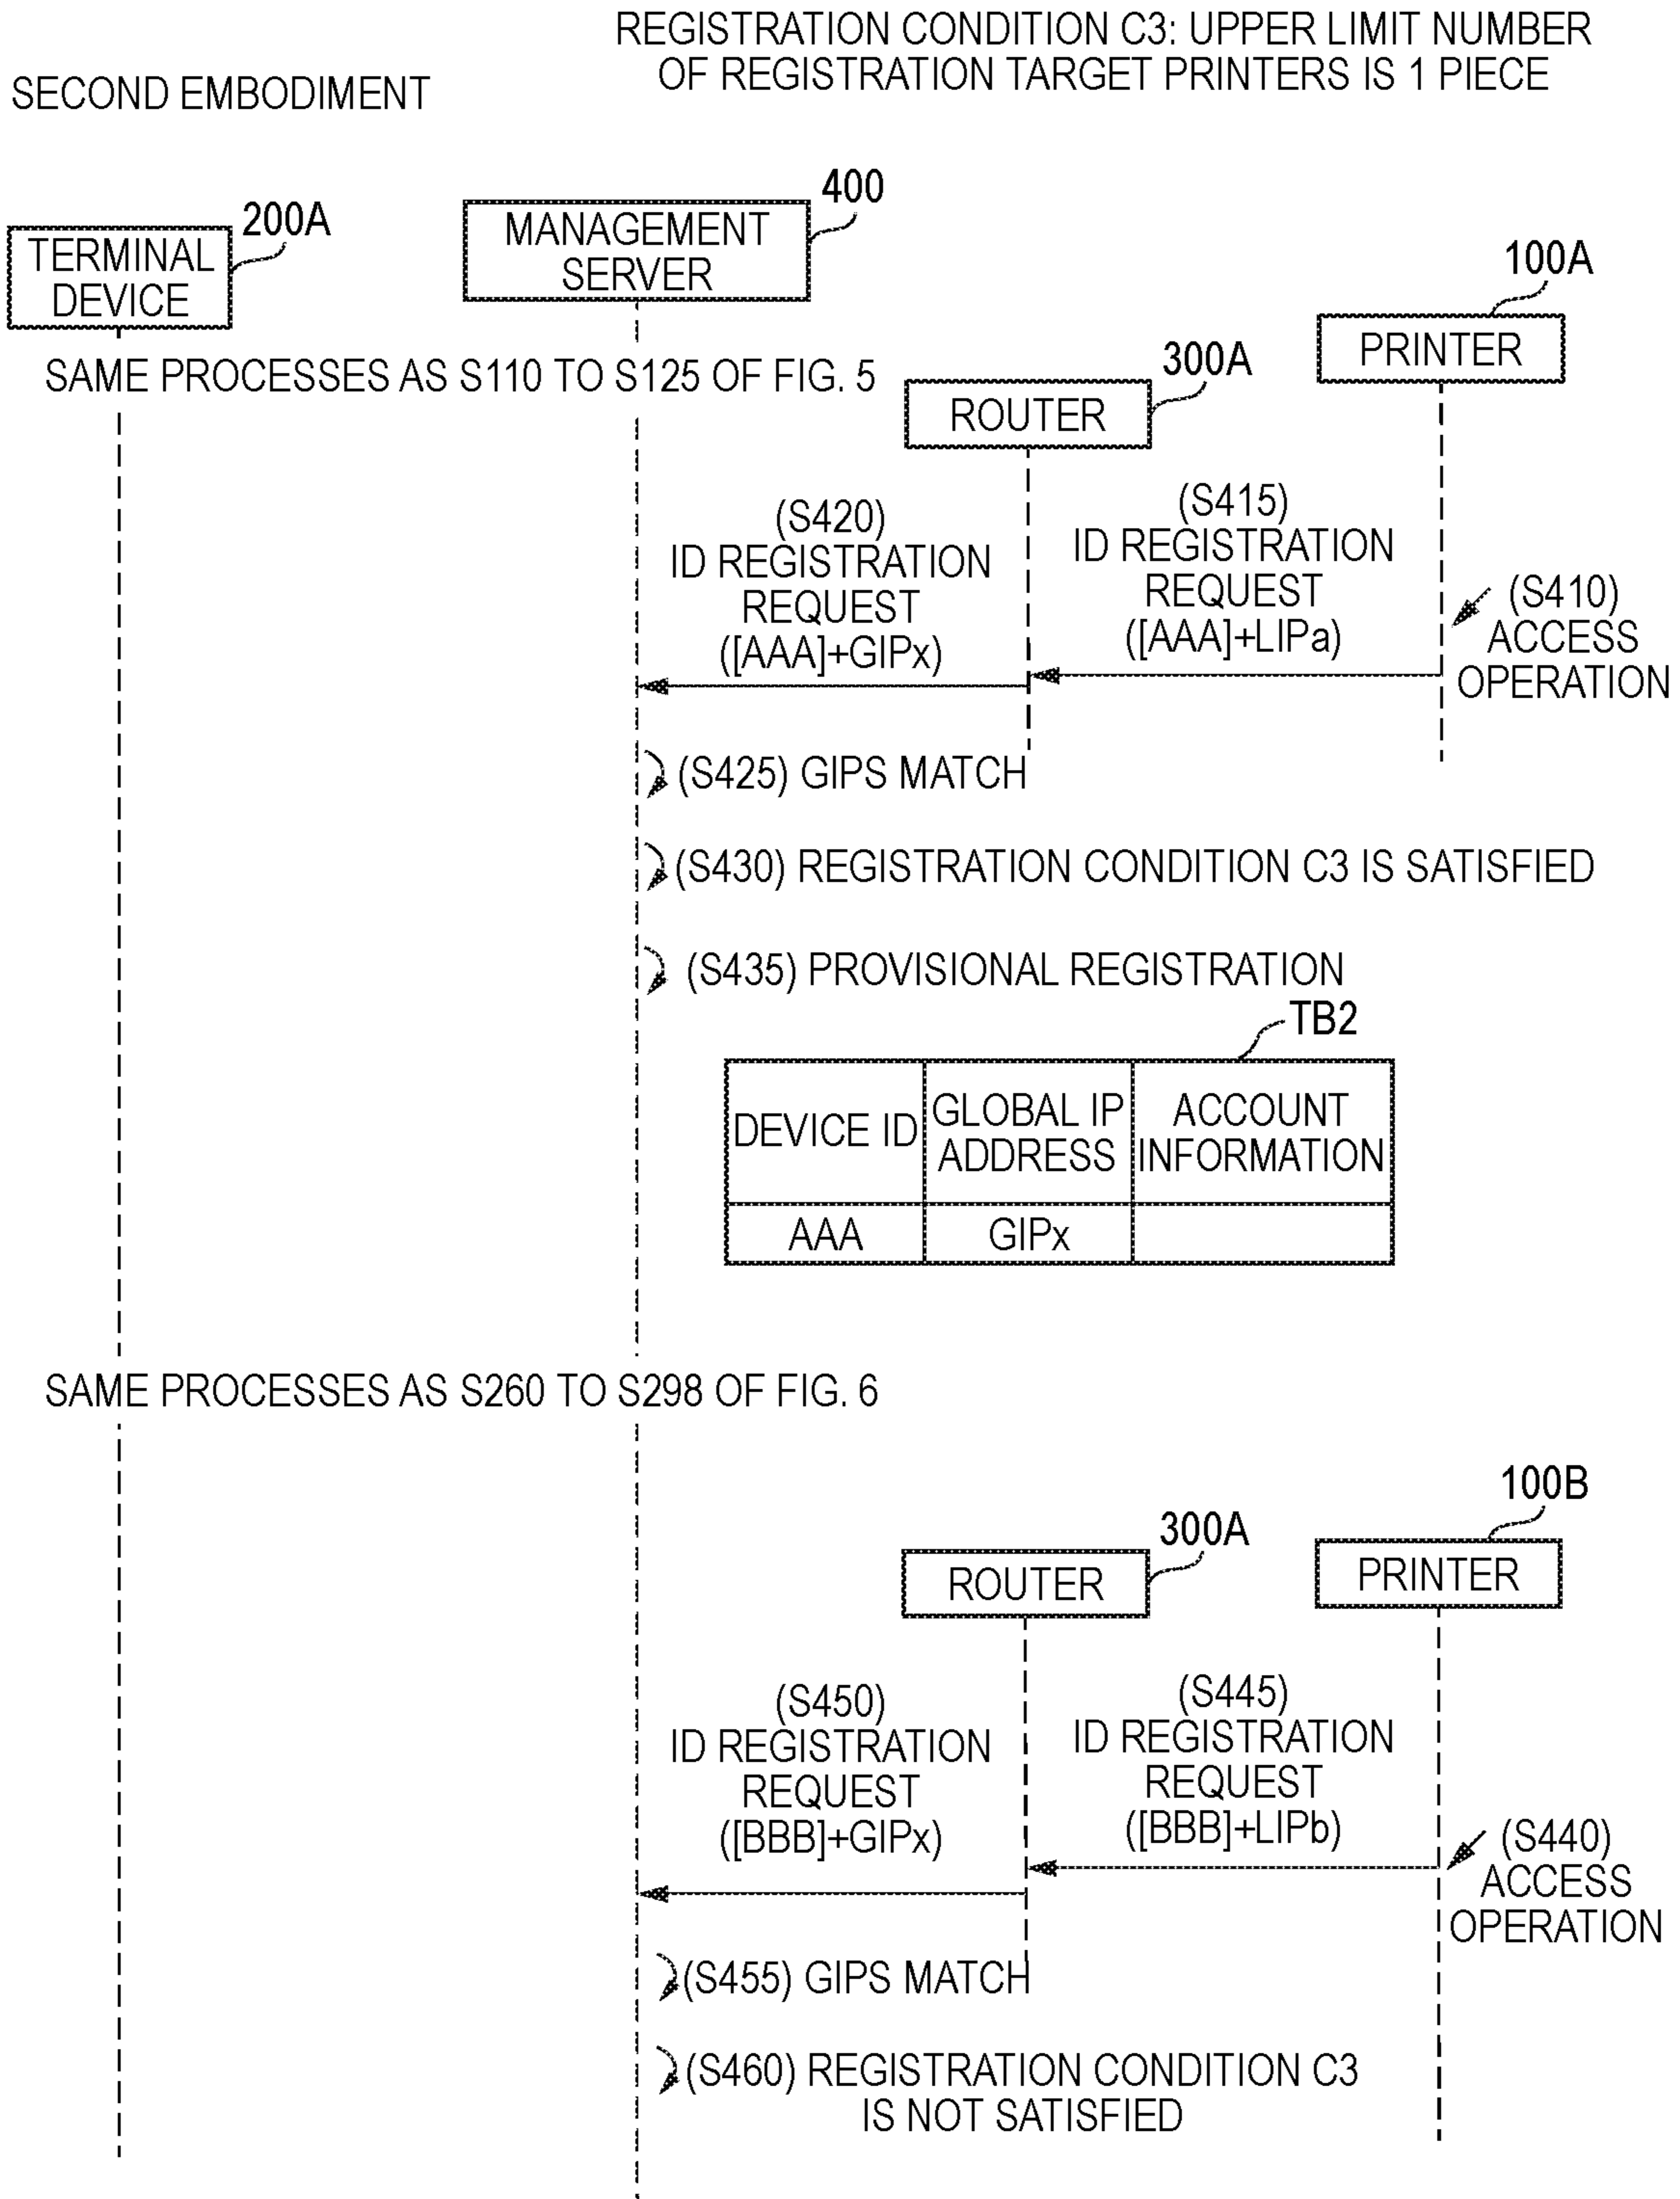 REGISTRATION CONDITION C3: UPPER LIMIT NUMBER
OF REGISTRATION TARGET PRINTERS IS 1 PIECE
SECOND EMBODIMENT
200A
TERMINAL
DEVICE
400
MANAGEMENT
SERVER
100A
PRINTER
SAME PROCESSES AS S110 TO S125 OF FIG. 5
300A
ROUTER
(S420)
ID REGISTRATION
REQUEST
([AAA]+GIPx)
(S415)
ID REGISTRATION
REQUEST
([AAA]+LIPa)
(S410)
ACCESS
OPERATION
(S425) GIPS MATCH
(S430) REGISTRATION CONDITION C3 IS SATISFIED
(S435) PROVISIONAL REGISTRATION
TB2
DEVICE ID
GLOBAL IP
ADDRESS
ACCOUNT
INFORMATION
AAA
GIPx
SAME PROCESSES AS S260 TO S298 OF FIG. 6
300A
ROUTER
100B
PRINTER
(S450)
ID REGISTRATION
REQUEST
([BBB]+GIPx)
(S445)
ID REGISTRATION
REQUEST
([BBB]+LIPb)
(S440)
ACCESS
OPERATION
(S455) GIPS MATCH
(S460) REGISTRATION CONDITION C3
IS NOT SATISFIED